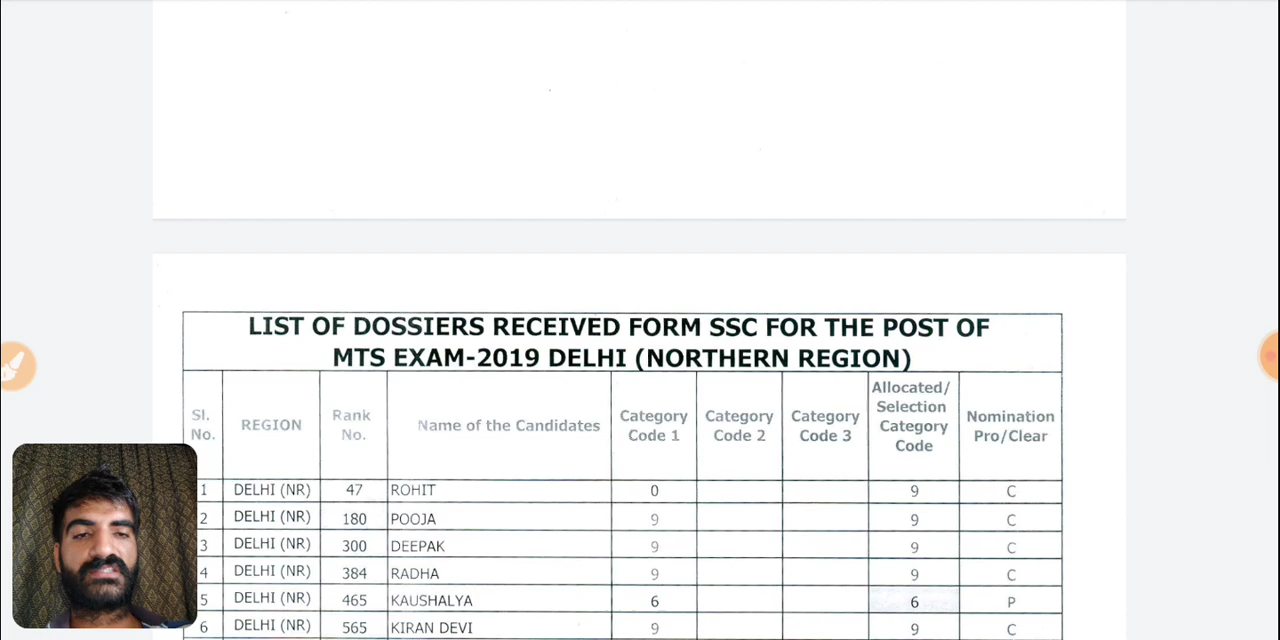 LIST OF DOSSIERS RECEIVED FORM SSC FOR THE POST OF
MTS EXAM-2019 DELHI (NORTHERN REGION)
Sl. No. REGION Rank No. Name of the Candidates Category Code 1 Category Code 2 Category Code 3 Allocated/ Selection Category Code Nomination Pro/Clear
1 DELHI (NR) 47 ROHIT 0 9 C
2 DELHI (NR) 180 POOJA 9 9 C
3 DELHI (NR) 300 DEEPAK 9 9 C
4 DELHI (NR) 384 RADHA 9 9 C
5 DELHI (NR) 465 KAUSHALYA 6 6 P
6 DELHI (NR) 565 KIRAN DEVI 9 9 C